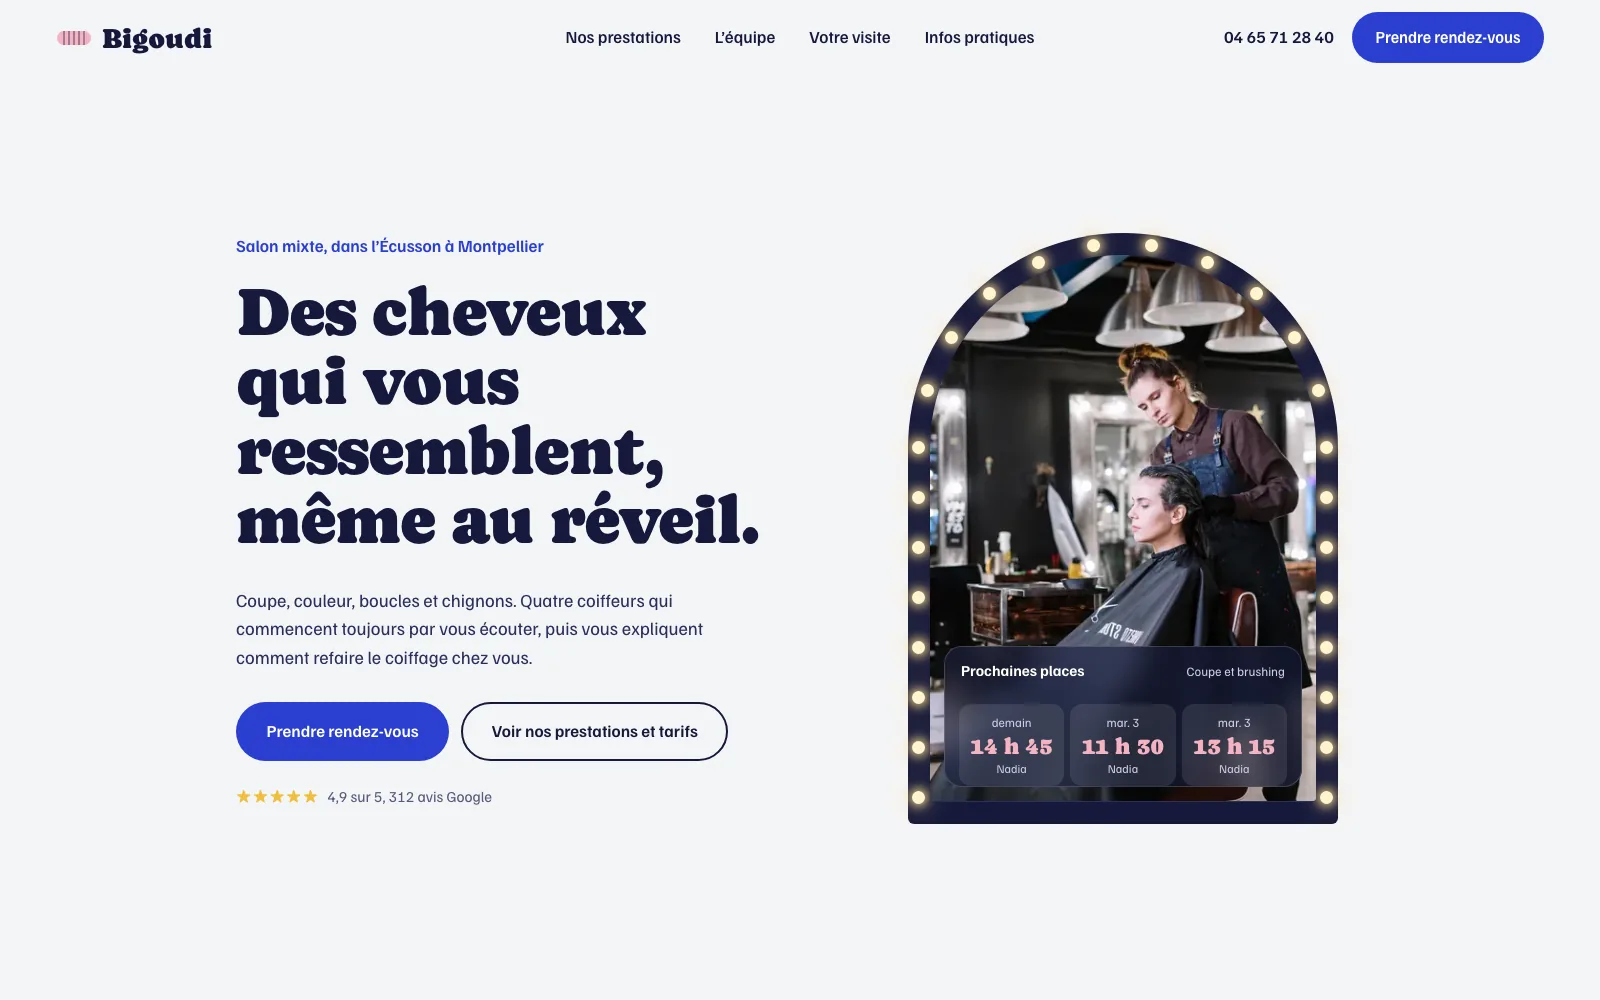 Bigoudi
Nos prestations
L’équipe
Votre visite
Infos pratiques
04 65 71 28 40
Prendre rendez-vous
Salon mixte, dans l’Écusson à Montpellier
Des cheveux
qui vous
ressemblent,
même au réveil.
Coupe, couleur, boucles et chignons. Quatre coiffeurs qui
commencent toujours par vous écouter, puis vous expliquent
comment refaire le coiffage chez vous.
Prendre rendez-vous
Voir nos prestations et tarifs
4,9 sur 5, 312 avis Google
Prochaines places
Coupe et brushing
demain
14 h 45
Nadia
mar. 3
11 h 30
Nadia
mar. 3
13 h 15
Nadia